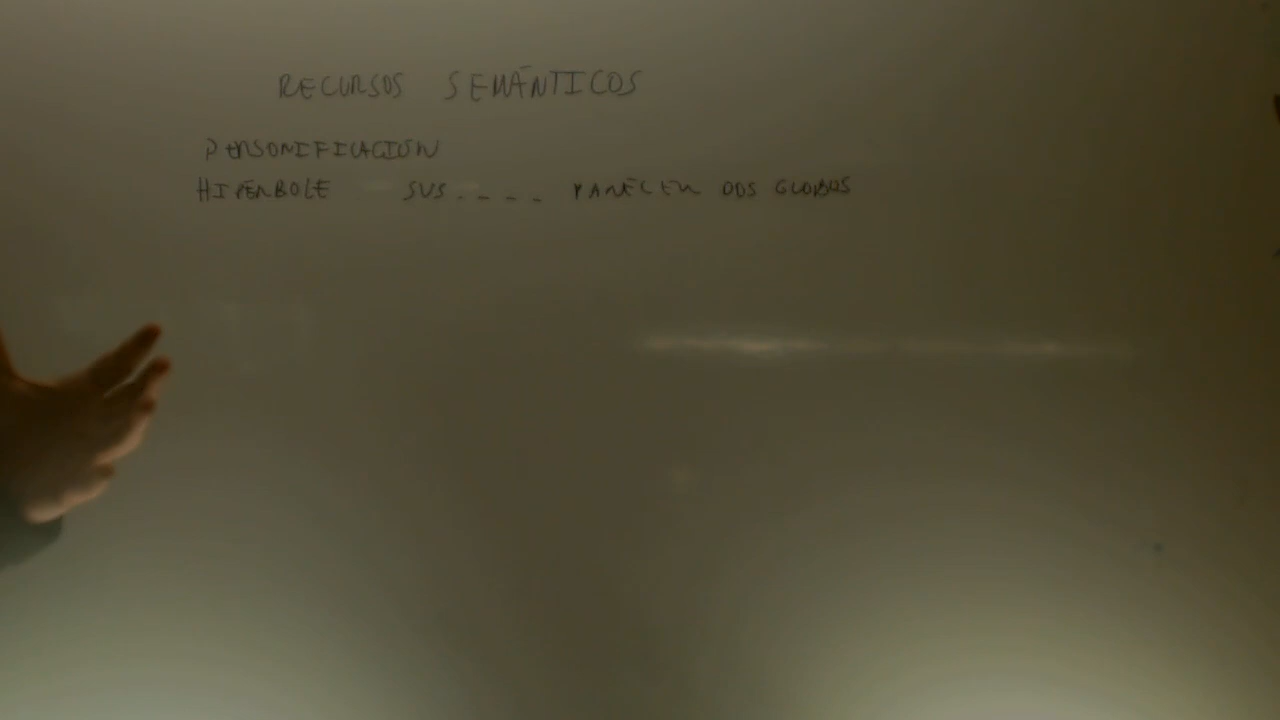 RECURSOS SEMÁNTICOS
PERSONIFICACIÓN
HIPÉRBOLE SUS..... PARECEN DOS GLOBOS